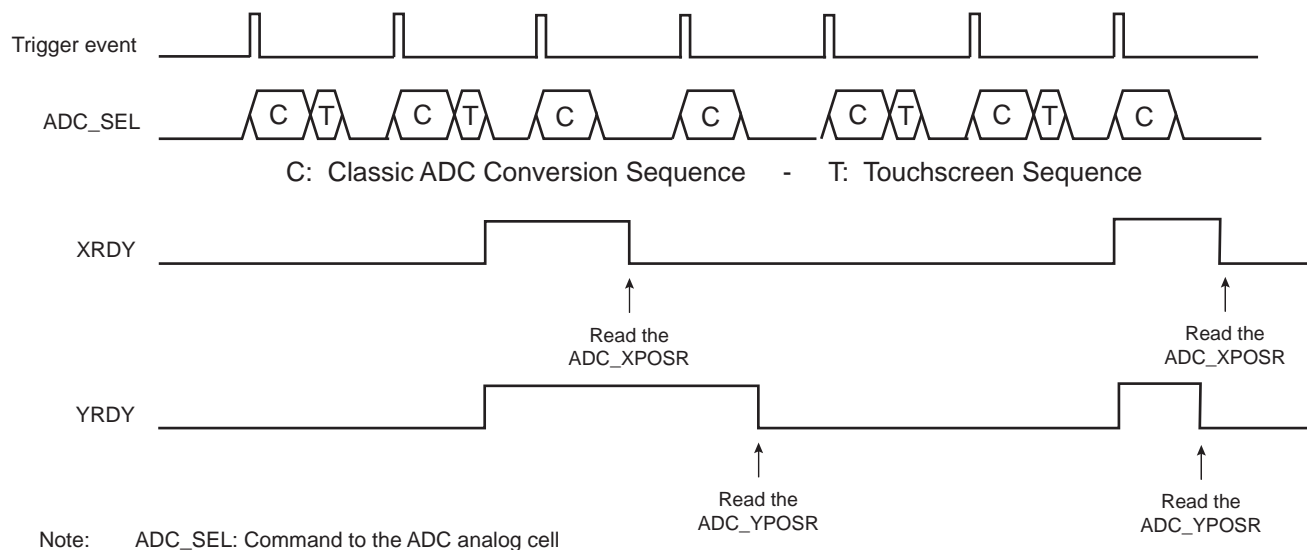 Trigger event
ADC_SEL
C T C T C C C T C T C
C: Classic ADC Conversion Sequence - T: Touchscreen Sequence
XRDY
Read the
ADC_XPOSR
Read the
ADC_XPOSR
YRDY
Read the
ADC_YPOSR
Read the
ADC_YPOSR
Note: ADC_SEL: Command to the ADC analog cell